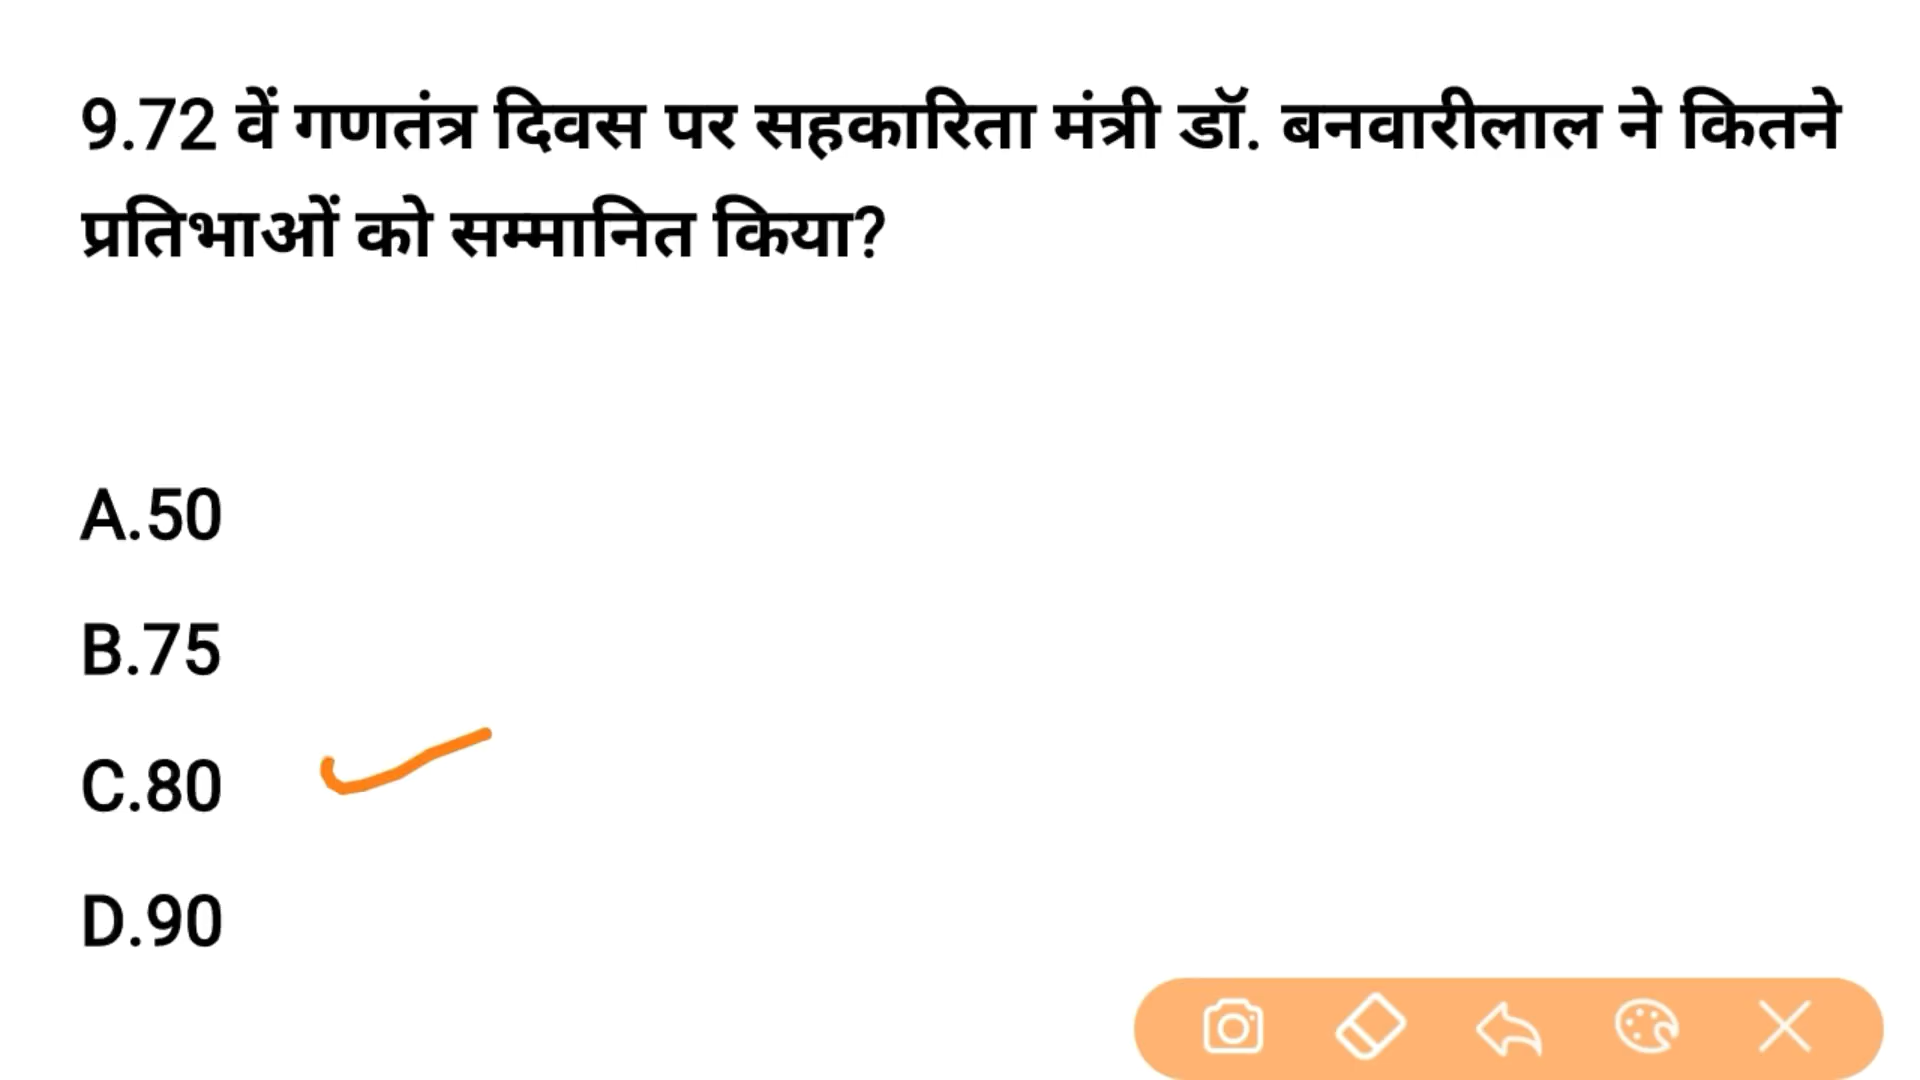 9.72 वें गणतंत्र दिवस पर सहकारिता मंत्री डॉ. बनवारीलाल ने कितने
प्रतिभाओं को सम्मानित किया?
A.50
B.75
C.80
D.90